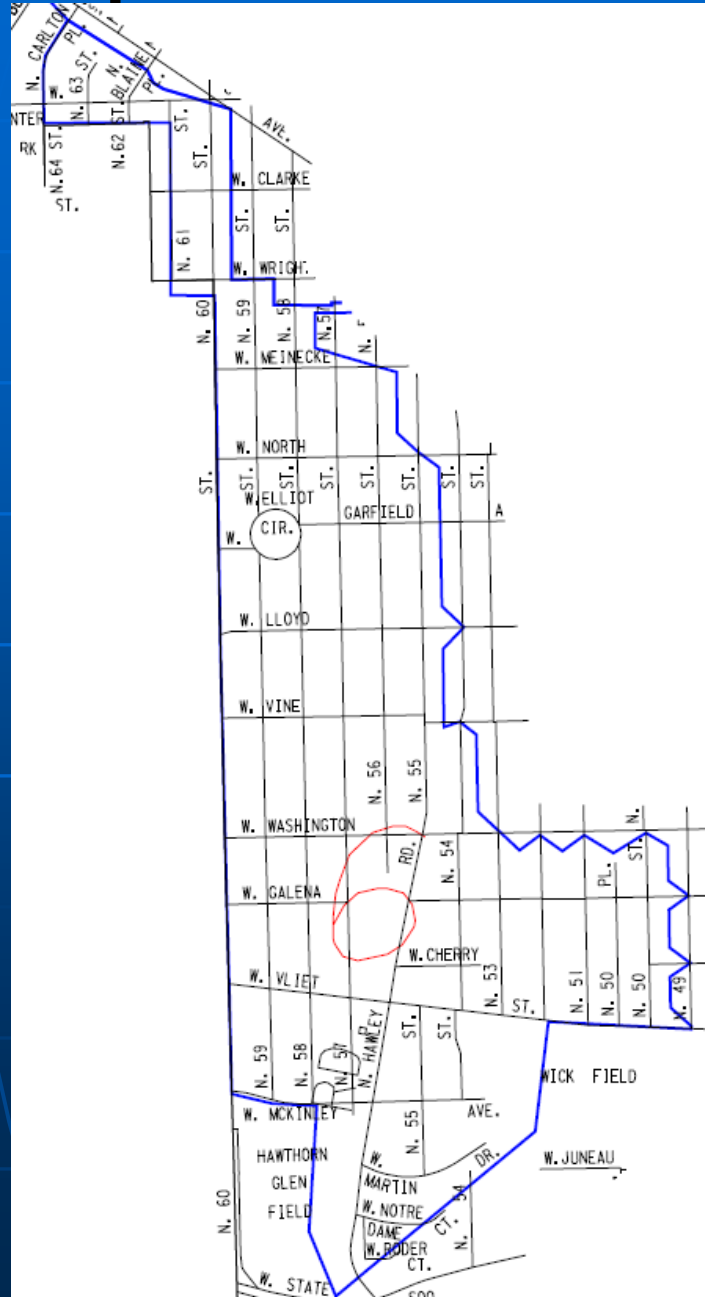 N. CARLTON
PL.
N. 63 ST.
N.
BLAINE
PL.
W.
ST.
AVE.
RK
N.64 ST.
N.62 ST.
ST.
ST.
W. CLARKE
ST.
ST.
N. 61
W. WRIGH
N. 60
N. 59
N. 58
N. 57
N.
W. MEINECKE
W. NORTH
ST.
ST.
ST.
ST.
ST.
ST.
ST.
ST.
W. ELLIOT
CIR.
GARFIELD
A
W.
W. LLOYD
W. VINE
N. 56
N. 55
W. WASHINGTON
RD.
N. 54
N.
ST.
PL.
W. GALENA
W. CHERRY
W. VLIET
ST.
N. 53
N. 51
N. 50
N. 50
N. 49
ST.
ST.
N. 59
N. 58
N. 57
N. HAWLEY
WICK FIELD
W. MCKINLEY
AVE.
N. 55
HAWTHORN
GLEN
FIELD
W.
MARTIN
DR.
W. JUNEAU
W. NOTRE
DAME
CT.
N. 54
W. RODER
CT.
N. 60
W. STATE